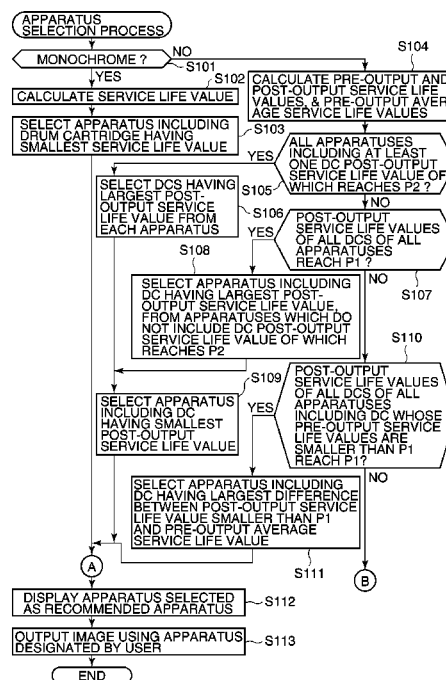 APPARATUS
SELECTION PROCESS
MONOCHROME ?
S101
NO
YES
S102
CALCULATE SERVICE LIFE VALUE
S103
SELECT APPARATUS INCLUDING
DRUM CARTRIDGE HAVING
SMALLEST SERVICE LIFE VALUE
S104
CALCULATE PRE-OUTPUT AND
POST-OUTPUT SERVICE LIFE
VALUES, & PRE-OUTPUT AVER-
AGE SERVICE LIFE VALUES
ALL APPARATUSES
INCLUDING AT LEAST
ONE DC POST-OUTPUT
SERVICE LIFE VALUE OF
WHICH REACHES P2 ?
YES
S105
NO
SELECT DCS HAVING
LARGEST POST-
OUTPUT SERVICE
LIFE VALUE FROM
EACH APPARATUS
S106
POST-OUTPUT
SERVICE LIFE VALUES
OF ALL DCS OF ALL
APPARATUSES
REACH P1 ?
YES
S107
NO
S108
SELECT APPARATUS INCLUDING
DC HAVING LARGEST POST-
OUTPUT SERVICE LIFE VALUE,
FROM APPARATUSES WHICH DO
NOT INCLUDE DC POST-OUTPUT
SERVICE LIFE VALUE OF WHICH
REACHES P2
S109
SELECT APPARATUS
INCLUDING DC
HAVING SMALLEST
POST-OUTPUT
SERVICE LIFE VALUE
S110
POST-OUTPUT
SERVICE LIFE VALUES
OF ALL DCS OF ALL
APPARATUSES
INCLUDING DC WHOSE
PRE-OUTPUT SERVICE
LIFE VALUES ARE
SMALLER THAN P1
REACH P1?
YES
NO
SELECT APPARATUS INCLUDING
DC HAVING LARGEST DIFFERENCE
BETWEEN POST-OUTPUT SERVICE
LIFE VALUE SMALLER THAN P1
AND PRE-OUTPUT AVERAGE
SERVICE LIFE VALUE
S111
A
B
DISPLAY APPARATUS SELECTED
AS RECOMMENDED APPARATUS
S112
OUTPUT IMAGE USING APPARATUS
DESIGNATED BY USER
S113
END